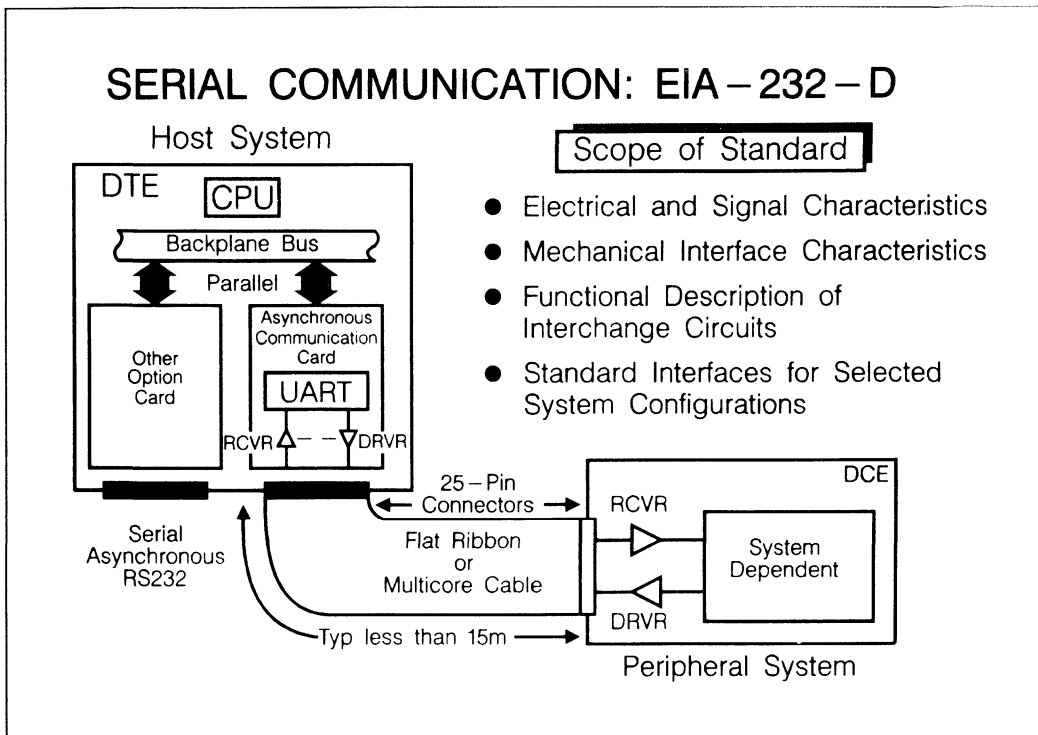 SERIAL COMMUNICATION: EIA – 232 – D
Host System
DTE
CPU
Backplane Bus
Parallel
Other
Option
Card
Asynchronous
Communication
Card
UART
RCVR
DRVR
Serial
Asynchronous
RS232
Scope of Standard
● Electrical and Signal Characteristics
● Mechanical Interface Characteristics
● Functional Description of
Interchange Circuits
● Standard Interfaces for Selected
System Configurations
25–Pin
Connectors
Flat Ribbon
or
Multicore Cable
Typ less than 15m
DCE
RCVR
System
Dependent
DRVR
Peripheral System